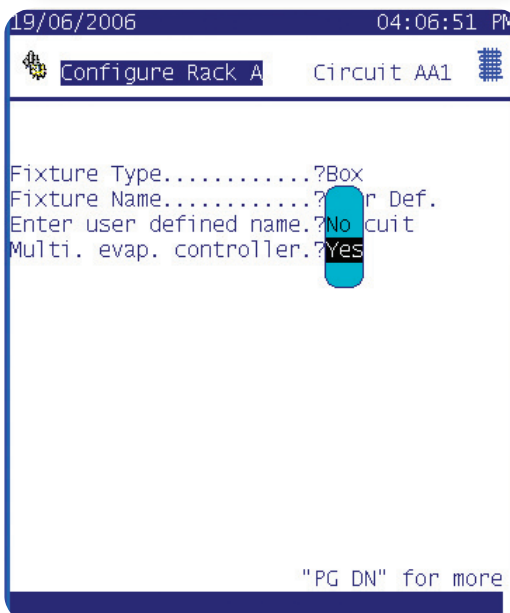 19/06/2006 04:06:51 PM
Configure Rack A Circuit AA1
Fixture Type............?Box
Fixture Name............? r Def.
Enter user defined name.?No cuit
Multi. evap. controller.?Yes
"PG DN" for more